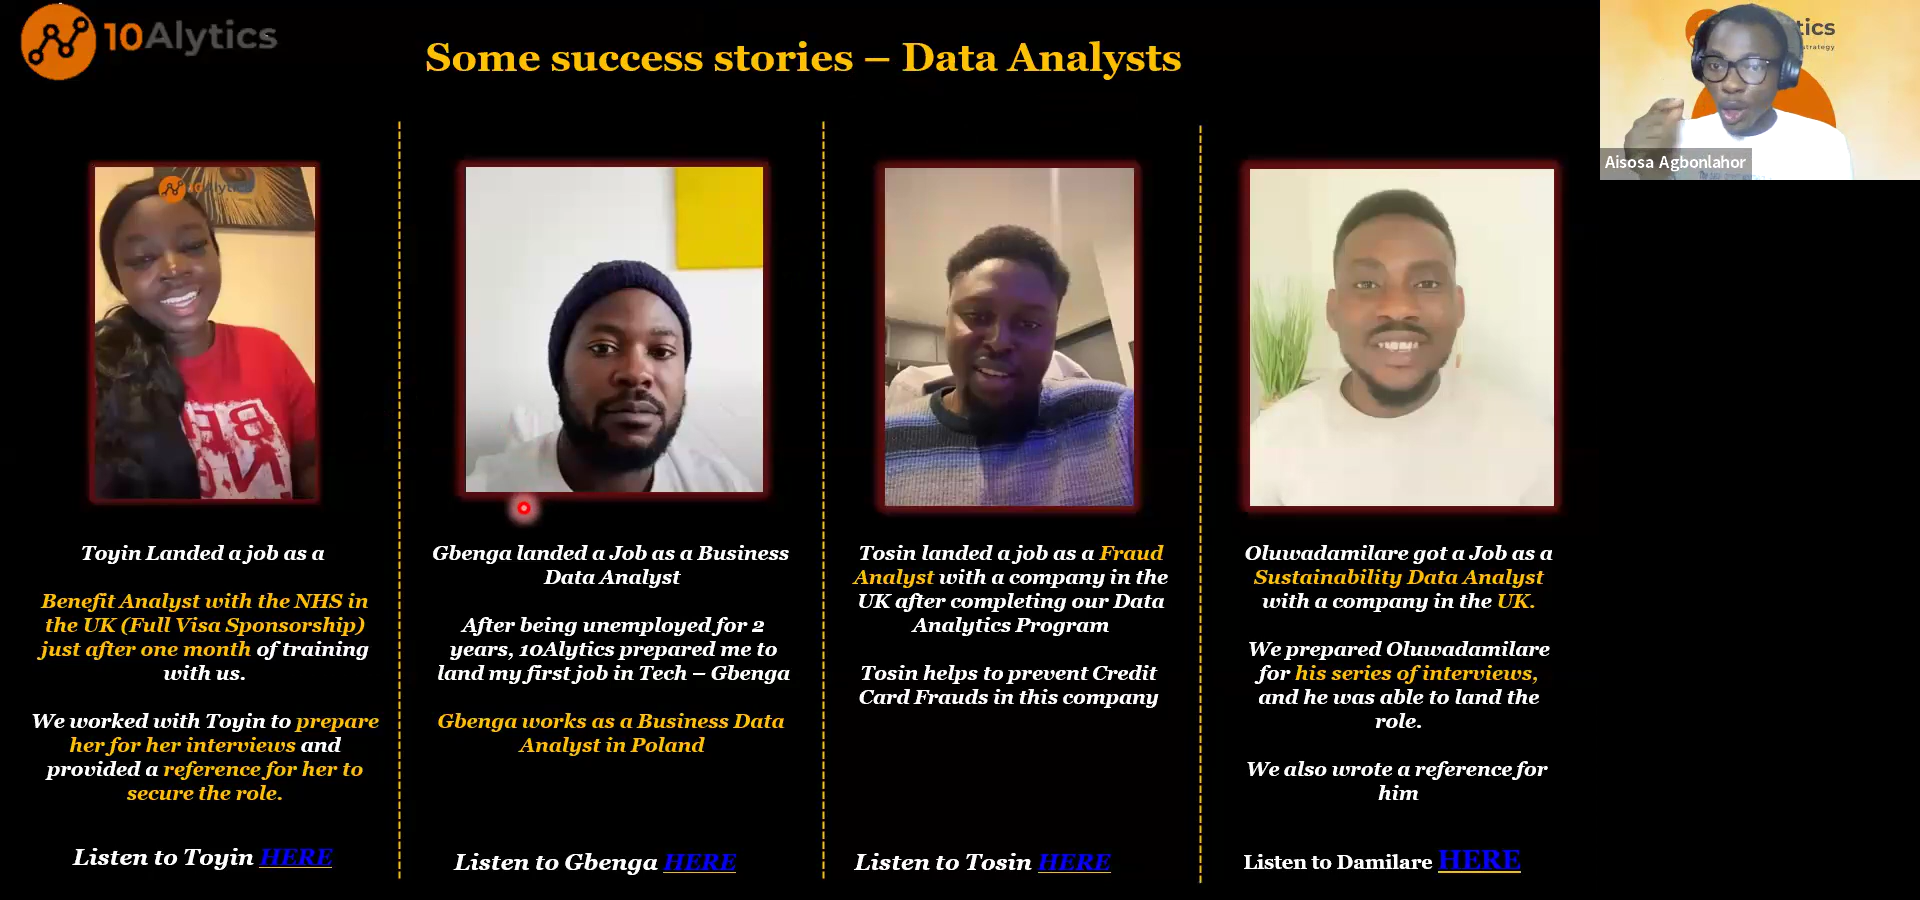 10Alytics
Some success stories – Data Analysts
tics
strategy
Aisosa Agbonlahor
10Alytics
Toyin Landed a job as a
Benefit Analyst with the NHS in
the UK (Full Visa Sponsorship)
just after one month of training
with us.
We worked with Toyin to prepare
her for her interviews and
provided a reference for her to
secure the role.
Listen to Toyin HERE
Gbenga landed a Job as a Business
Data Analyst
After being unemployed for 2
years, 10Alytics prepared me to
land my first job in Tech – Gbenga
Gbenga works as a Business Data
Analyst in Poland
Listen to Gbenga HERE
Tosin landed a job as a Fraud
Analyst with a company in the
UK after completing our Data
Analytics Program
Tosin helps to prevent Credit
Card Frauds in this company
Listen to Tosin HERE
Oluwadamilare got a Job as a
Sustainability Data Analyst
with a company in the UK.
We prepared Oluwadamilare
for his series of interviews,
and he was able to land the
role.
We also wrote a reference for
him
Listen to Damilare HERE